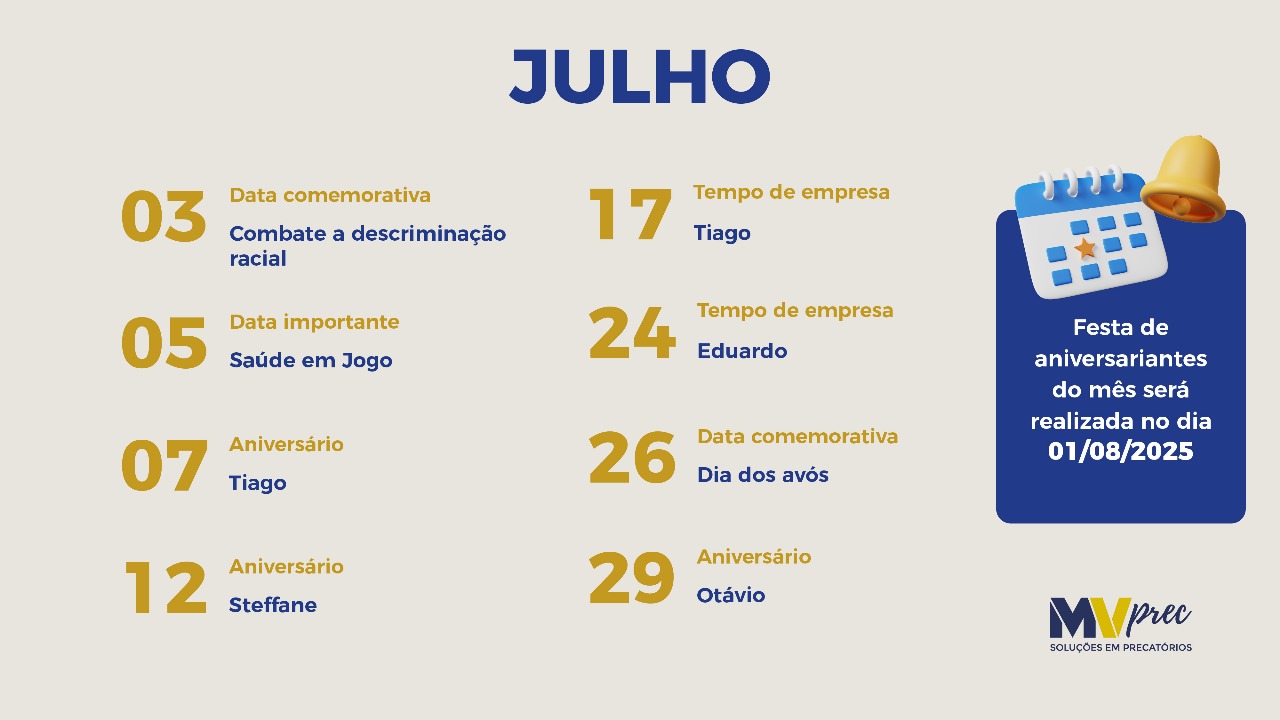 JULHO
03
Data comemorativa
Combate a descriminação
racial
05
Data importante
Saúde em Jogo
07
Aniversário
Tiago
12
Aniversário
Steffane
17
Tempo de empresa
Tiago
24
Tempo de empresa
Eduardo
26
Data comemorativa
Dia dos avós
29
Aniversário
Otávio
Festa de
aniversariantes
do mês será
realizada no dia
01/08/2025
MVprec
SOLUÇÕES EM PRECATÓRIOS